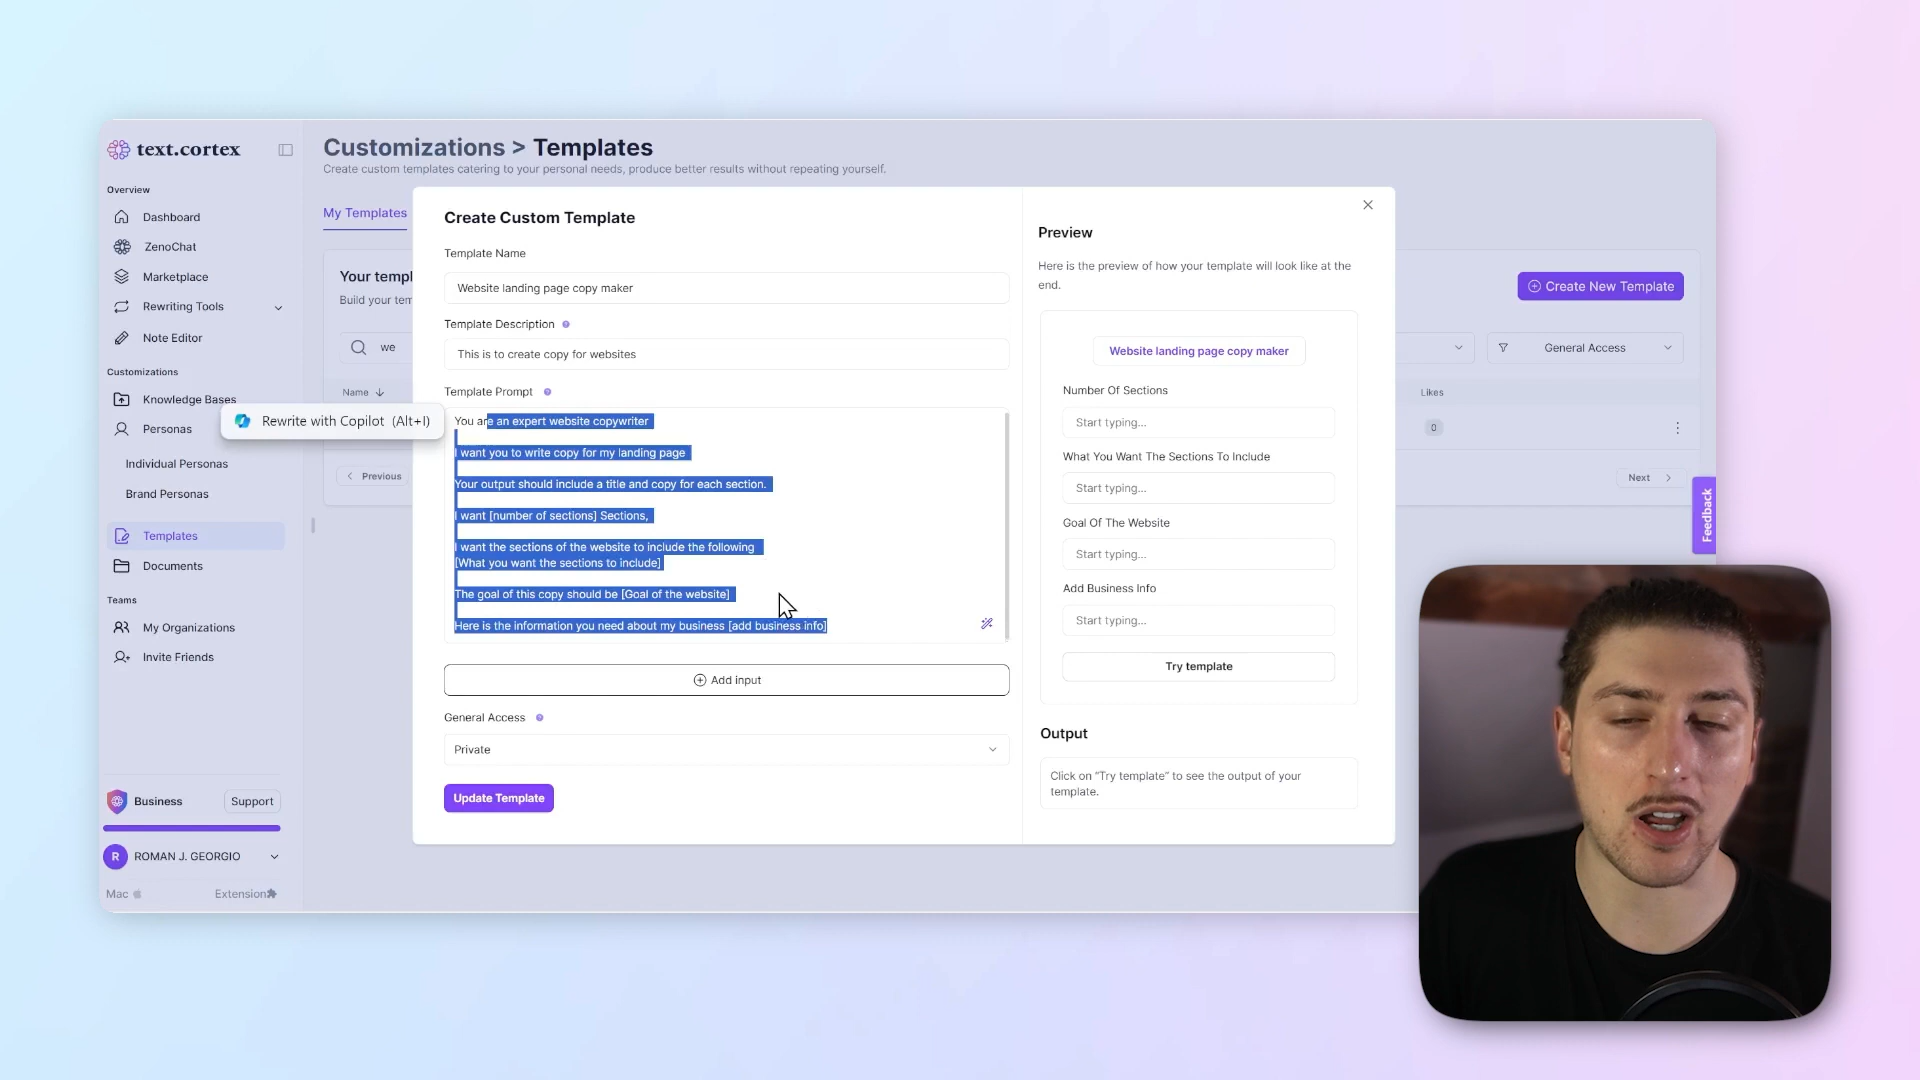 text.cortex
Overview
Dashboard
ZenoChat
Marketplace
Rewriting Tools
Note Editor
Customizations
Knowledge Bases
Personas
Individual Personas
Brand Personas
Templates
Documents
Teams
My Organizations
Invite Friends
Business
Support
R
ROMAN J. GEORGIO
Mac
Extension
Rewrite with Copilot (Alt+I)
Customizations > Templates
Create custom templates catering to your personal needs, produce better results without repeating yourself.
My Templates
Your templ
Build your tem
we
Name
Previous
Create New Template
General Access
Likes
0
Next
Feedback
Create Custom Template
Template Name
Website landing page copy maker
Template Description
This is to create copy for websites
Template Prompt
You are an expert website copywriter
I want you to write copy for my landing page
Your output should include a title and copy for each section.
I want [number of sections] Sections,
I want the sections of the website to include the following
[What you want the sections to include]
The goal of this copy should be [Goal of the website]
Here is the information you need about my business [add business info]
Add input
General Access
Private
Update Template
Preview
Here is the preview of how your template will look like at the
end.
Website landing page copy maker
Number Of Sections
Start typing...
What You Want The Sections To Include
Start typing...
Goal Of The Website
Start typing...
Add Business Info
Start typing...
Try template
Output
Click on "Try template" to see the output of your
template.